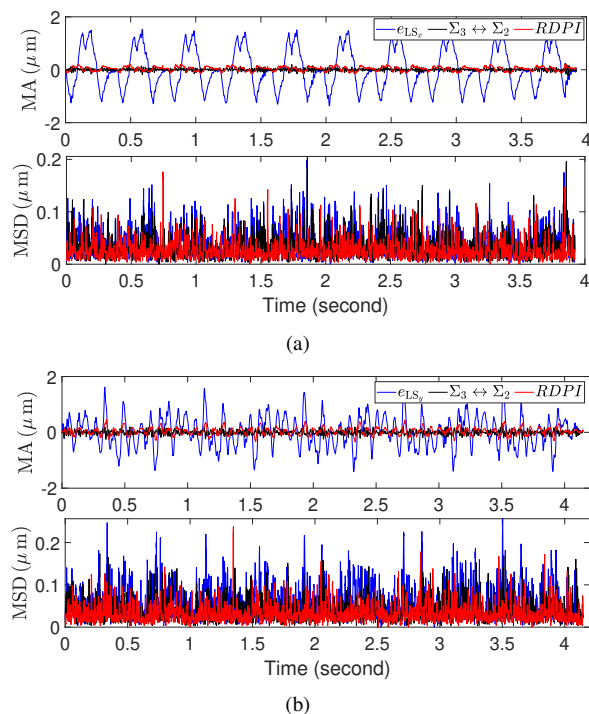 2
0
-2
MA (μm)
e_LSx Σ3 ↔ Σ2 RDPI
0 0.5 1 1.5 2 2.5 3 3.5 4
0.2
0.1
0
MSD (μm)
0 0.5 1 1.5 2 2.5 3 3.5 4
Time (second)
(a)
2
0
-2
MA (μm)
e_LSy Σ3 ↔ Σ2 RDPI
0 0.5 1 1.5 2 2.5 3 3.5 4
0.2
0.1
0
MSD (μm)
0 0.5 1 1.5 2 2.5 3 3.5 4
Time (second)
(b)